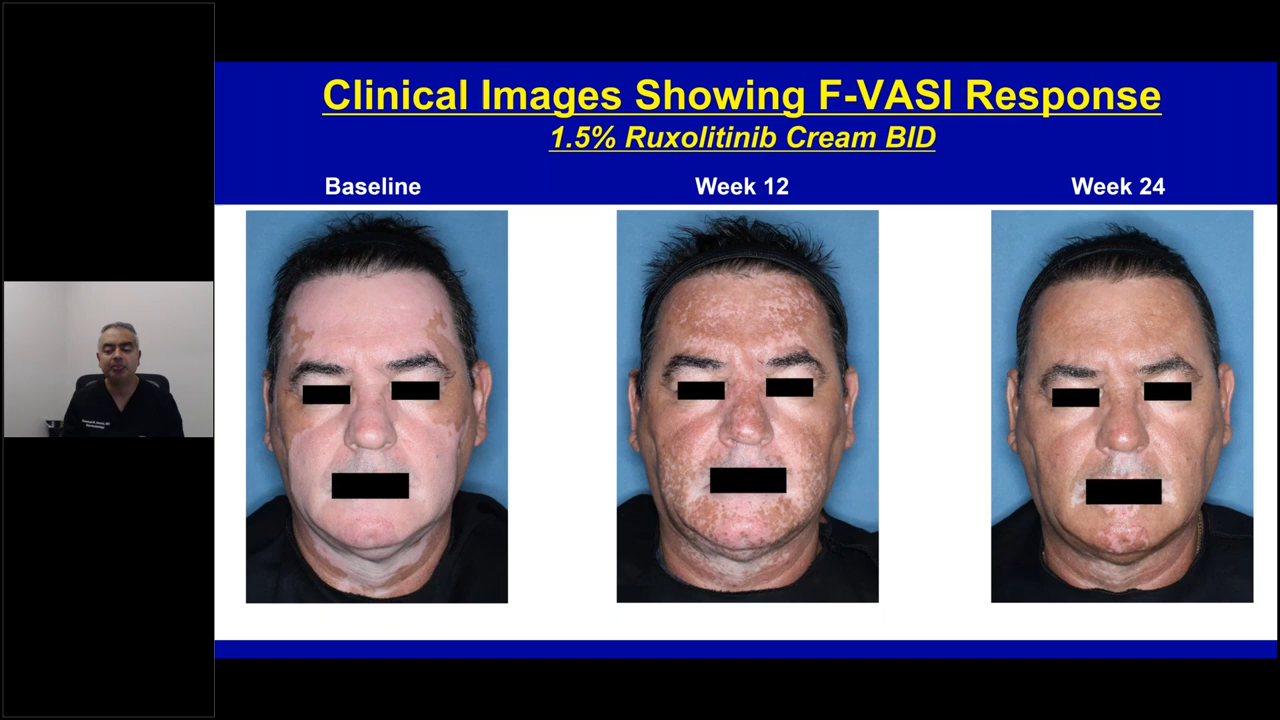 Clinical Images Showing F-VASI Response
1.5% Ruxolitinib Cream BID
Baseline
Week 12
Week 24